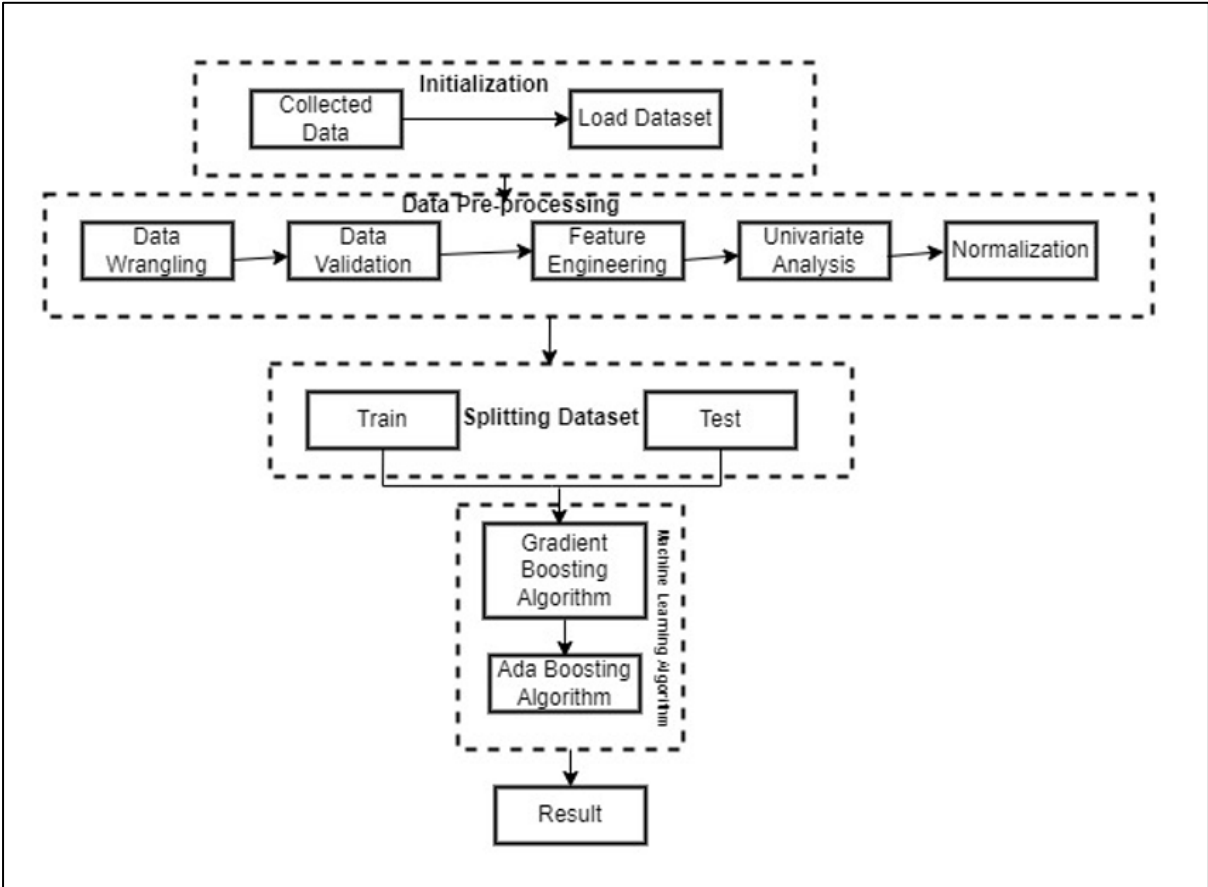 Initialization
Collected
Data
Load Dataset
Data Pre-processing
Data
Wrangling
Data
Validation
Feature
Engineering
Univariate
Analysis
Normalization
Train
Splitting Dataset
Test
Gradient
Boosting
Algorithm
Machine Learning Algorithm
Ada Boosting
Algorithm
Result